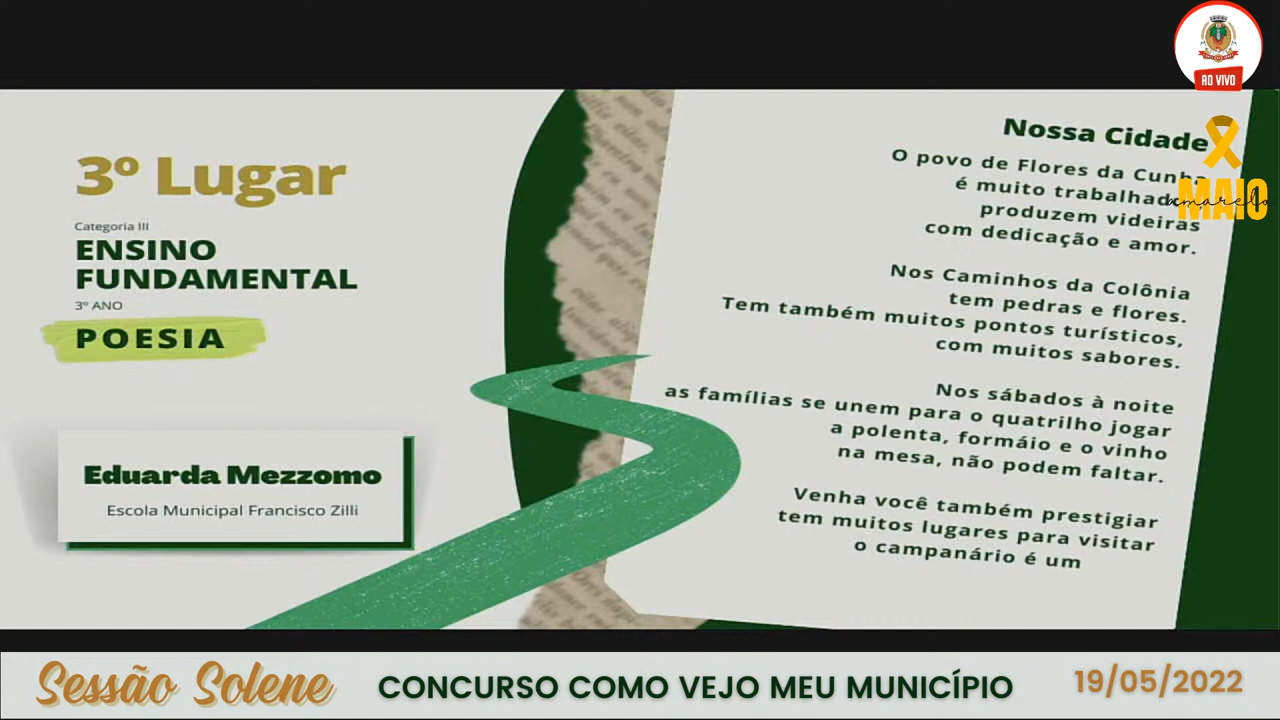 AO VIVO
MAIO
amarelo
3º Lugar
Categoria III
ENSINO
FUNDAMENTAL
3º ANO
POESIA
Eduarda Mezzomo
Escola Municipal Francisco Zilli
Nossa Cidade
O povo de Flores da Cunha
é muito
produzem videiras
com dedicação e amor.
Nos Caminhos da Colônia
tem pedras e flores.
Tem também muitos pontos turísticos,
com muitos sabores.
Nos sábados à noite
as famílias se unem para o quatrilho jogar
a polenta, formáio e o vinho
na mesa, não podem faltar.
Venha você também prestigiar
tem muitos lugares para visitar
o campanário é um
Sessão Solene
CONCURSO COMO VEJO MEU MUNICÍPIO
19/05/2022